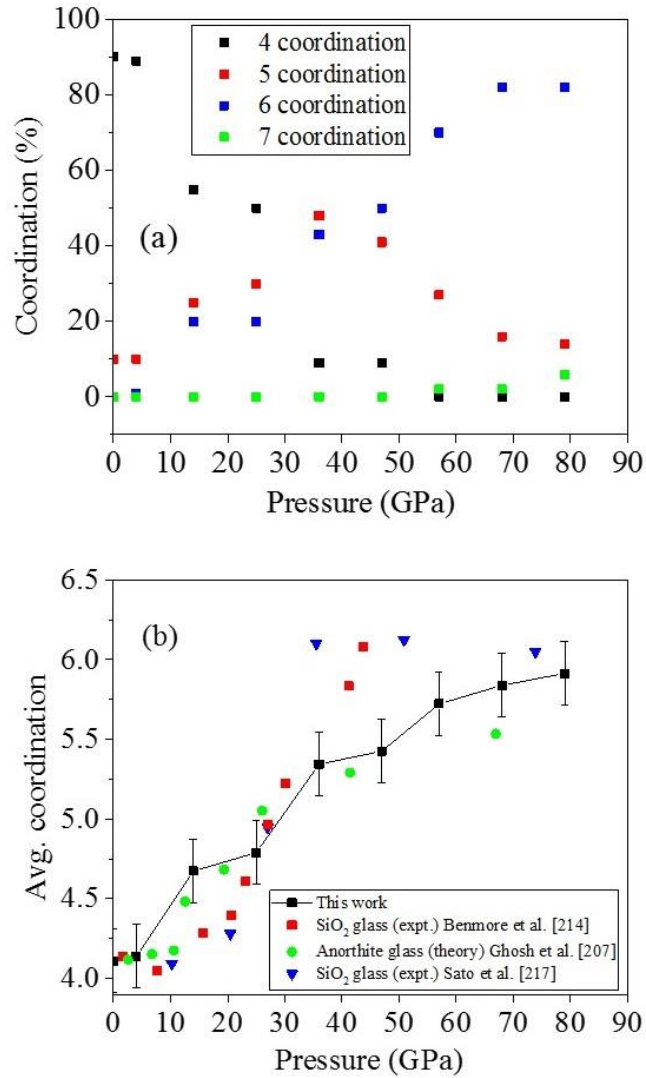 100
80
60
40
20
0
Coordination (%)
4 coordination
5 coordination
6 coordination
7 coordination
(a)
0 10 20 30 40 50 60 70 80 90
Pressure (GPa)
6.5
6.0
5.5
5.0
4.5
4.0
Avg. coordination
(b)
This work
SiO₂ glass (expt.) Benmore et al. [214]
Anorthite glass (theory) Ghosh et al. [207]
SiO₂ glass (expt.) Sato et al. [217]
0 10 20 30 40 50 60 70 80 90
Pressure (GPa)